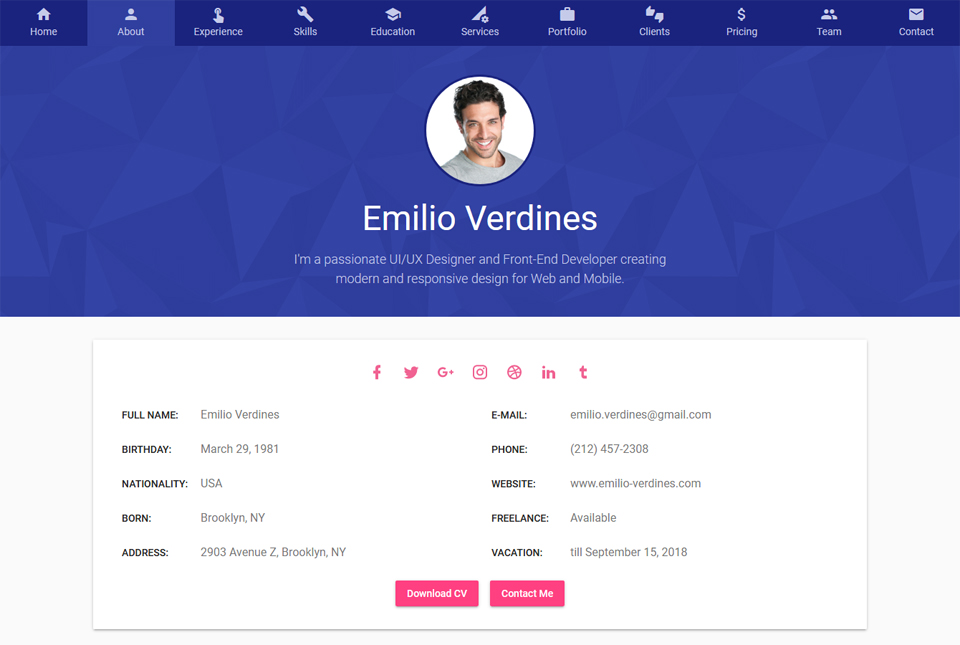 Home About Experience Skills Education Services Portfolio Clients Pricing Team Contact
Emilio Verdines
I'm a passionate UI/UX Designer and Front-End Developer creating
modern and responsive design for Web and Mobile.
FULL NAME: Emilio Verdines
BIRTHDAY: March 29, 1981
NATIONALITY: USA
BORN: Brooklyn, NY
ADDRESS: 2903 Avenue Z, Brooklyn, NY
E-MAIL: emilio.verdines@gmail.com
PHONE: (212) 457-2308
WEBSITE: www.emilio-verdines.com
FREELANCE: Available
VACATION: till September 15, 2018
Download CV Contact Me